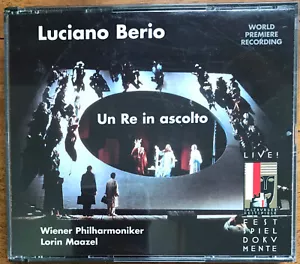 Luciano Berio
WORLD
PREMIERE
RECORDING
Un Re in ascolto
LIVE!
FEST
SPIEL
DOKU
MENTE
Wiener Philharmoniker
Lorin Maazel